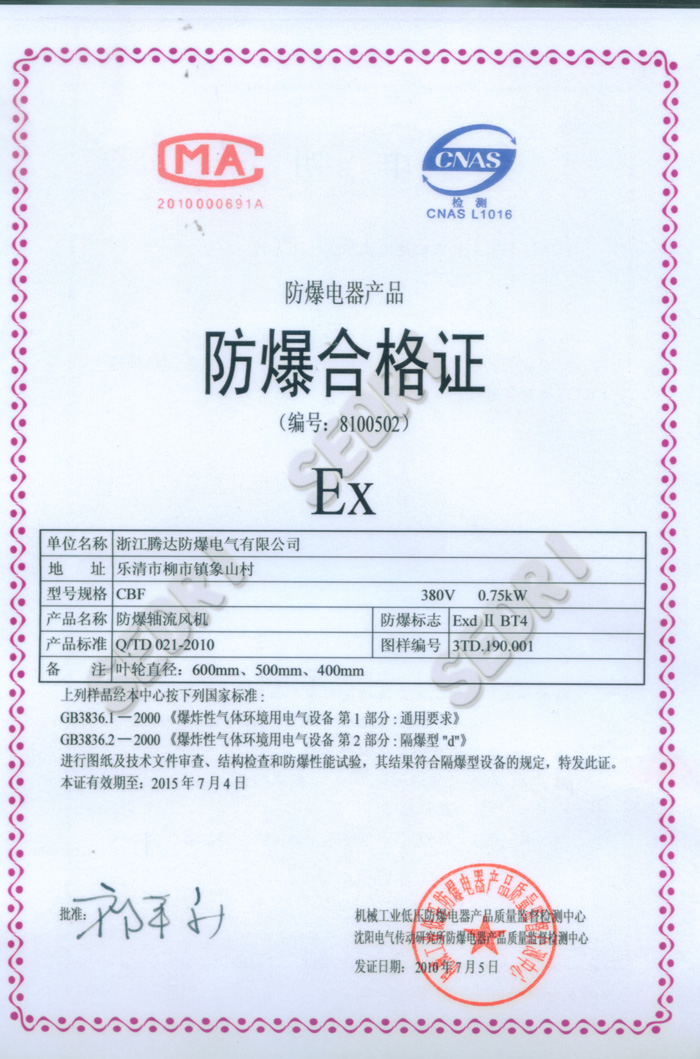 MA
2010000691A
CNAS
检 测
CNAS L1016
防爆电器产品
防爆合格证
（编号：8100502）
Ex
单位名称 浙江腾达防爆电气有限公司
地 址 乐清市柳市镇象山村
型号规格 CBF 380V 0.75kW
产品名称 防爆轴流风机 防爆标志 Exd Ⅱ BT4
产品标准 Q/TD 021-2010 图样编号 3TD.190.001
备 注 叶轮直径：600mm、500mm、400mm
上列样品经本中心按下列国家标准：
GB3836.1—2000《爆炸性气体环境用电气设备 第1部分：通用要求》
GB3836.2—2000《爆炸性气体环境用电气设备 第2部分：隔爆型"d"》
进行图纸及技术文件审查、结构检查和防爆性能试验，其结果符合隔爆型设备的规定，特发此证。
本证有效期至：2015年7月4日
批准：
机械工业低压防爆电器产品质量监督检测中心
沈阳电气传动研究所防爆电器产品质量监督检测中心
发证日期：2010年7月5日
SEDRI
SEDRI
SEDRI